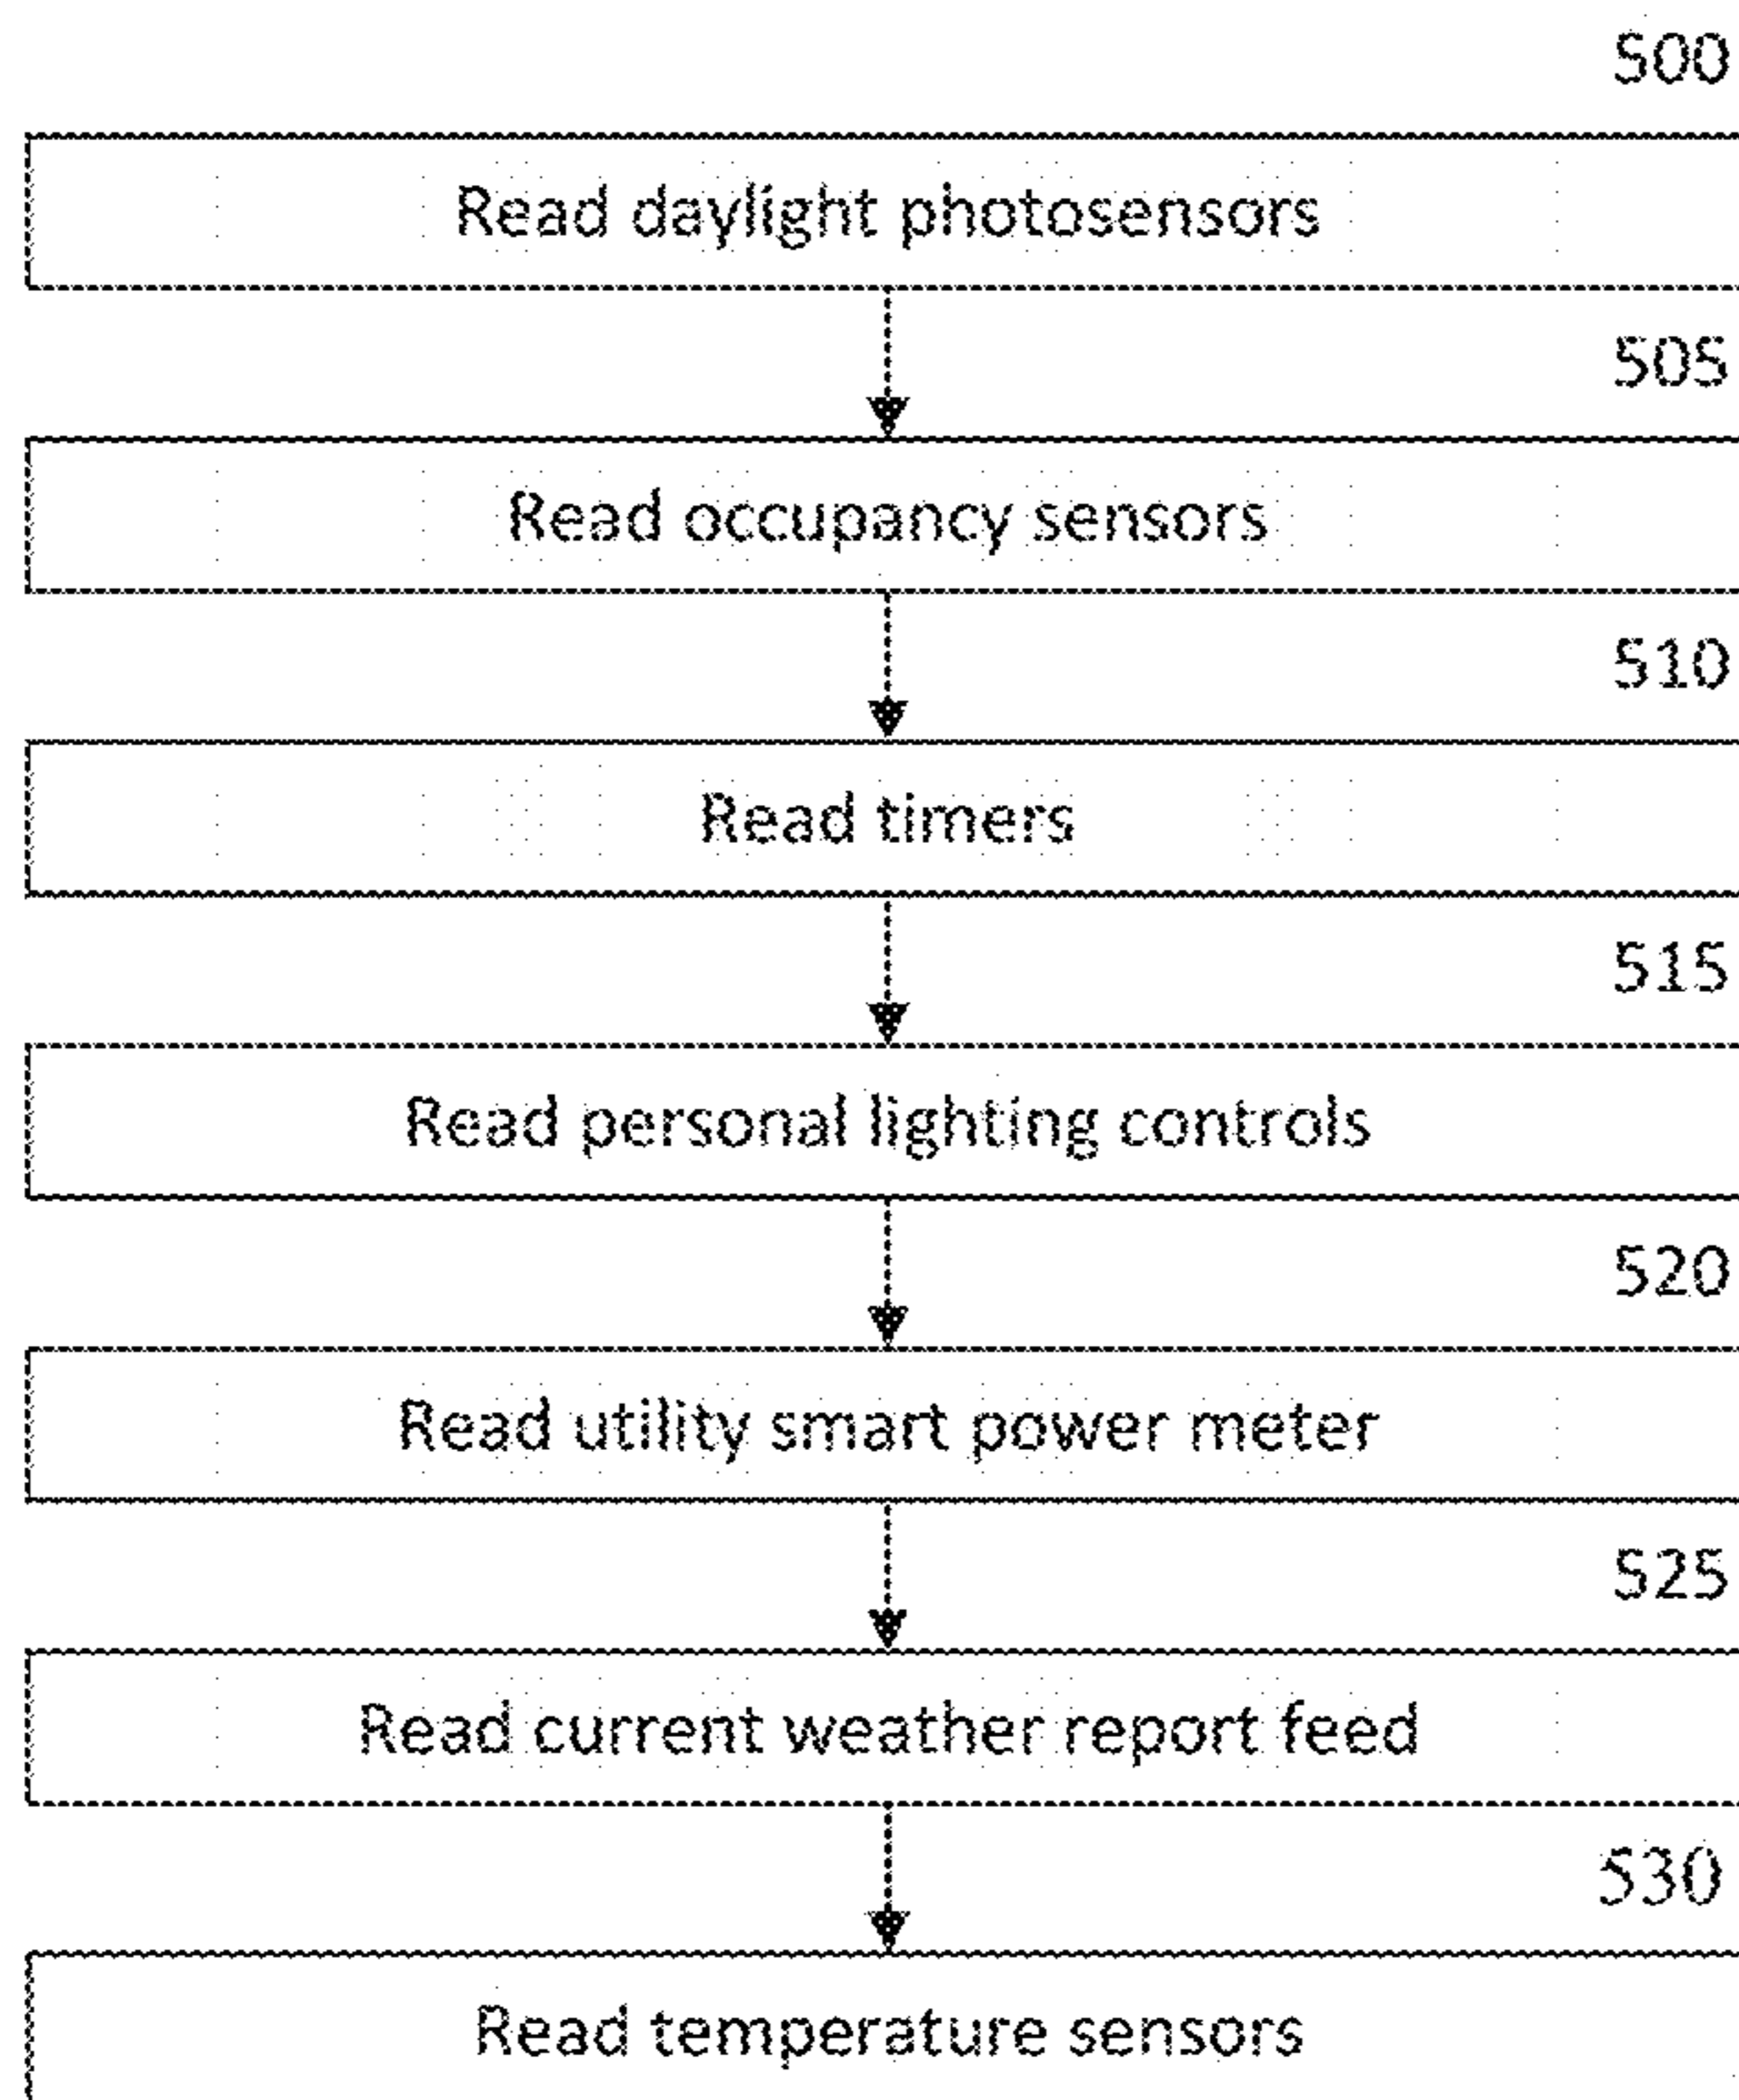 500
Read daylight photosensors
505
Read occupancy sensors
510
Read timers
515
Read personal lighting controls
520
Read utility smart power meter
525
Read current weather report feed
530
Read temperature sensors